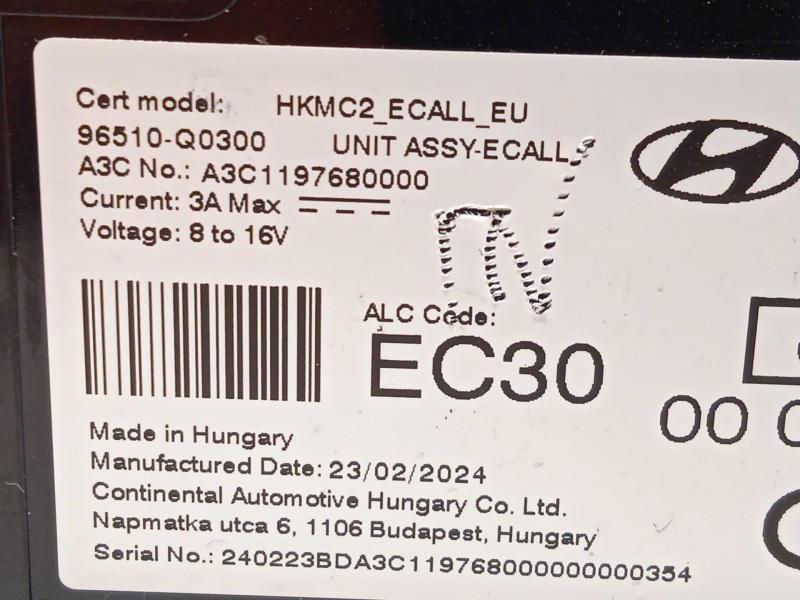 Cert model: HKMC2_ECALL_EU
96510-Q0300 UNIT ASSY-ECALL
A3C No.: A3C1197680000
Current: 3A Max
Voltage: 8 to 16V
ALC Code:
EC30
00
Made in Hungary
Manufactured Date: 23/02/2024
Continental Automotive Hungary Co. Ltd.
Napmatka utca 6, 1106 Budapest, Hungary
Serial No.: 240223BDA3C1197680000000000354